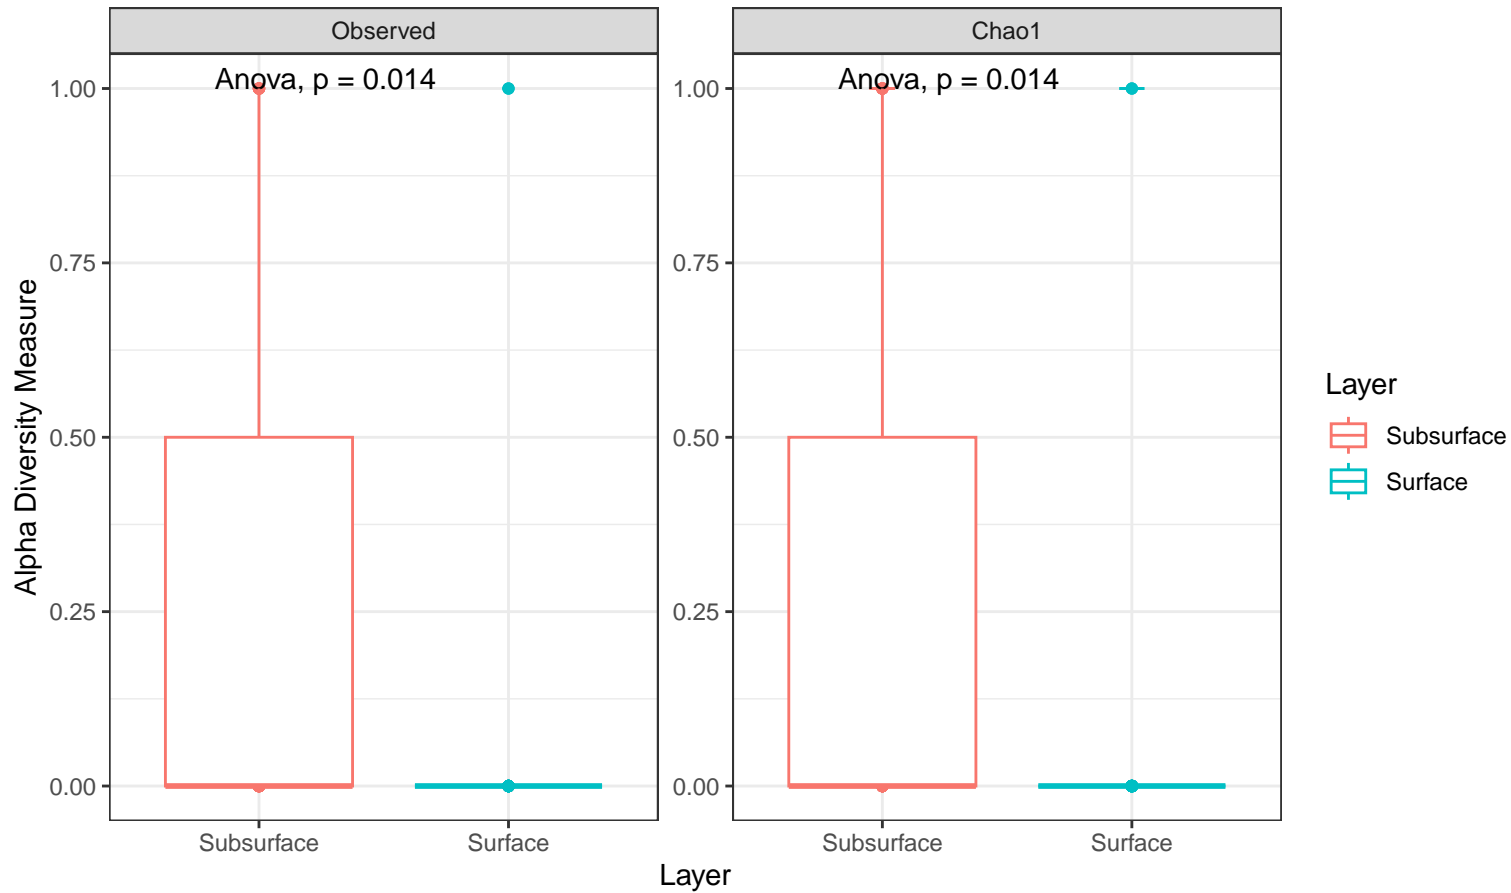 Observed
Chao1
Anova, p = 0.014
Anova, p = 0.014
1.00
0.75
0.50
0.25
0.00
1.00
0.75
0.50
0.25
0.00
Alpha Diversity Measure
Subsurface
Surface
Subsurface
Surface
Layer
Layer
Subsurface
Surface